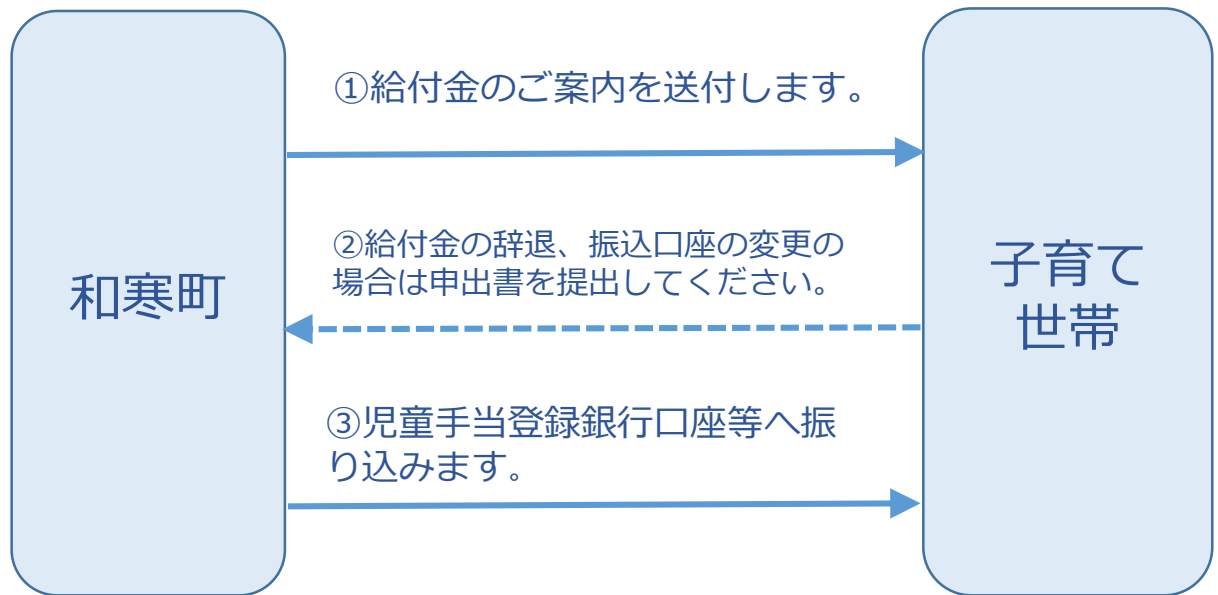 ①給付金のご案内を送付します。
②給付金の辞退、振込口座の変更の
場合は申出書を提出してください。
和寒町
子育て
世帯
③児童手当登録銀行口座等へ振
り込みます。